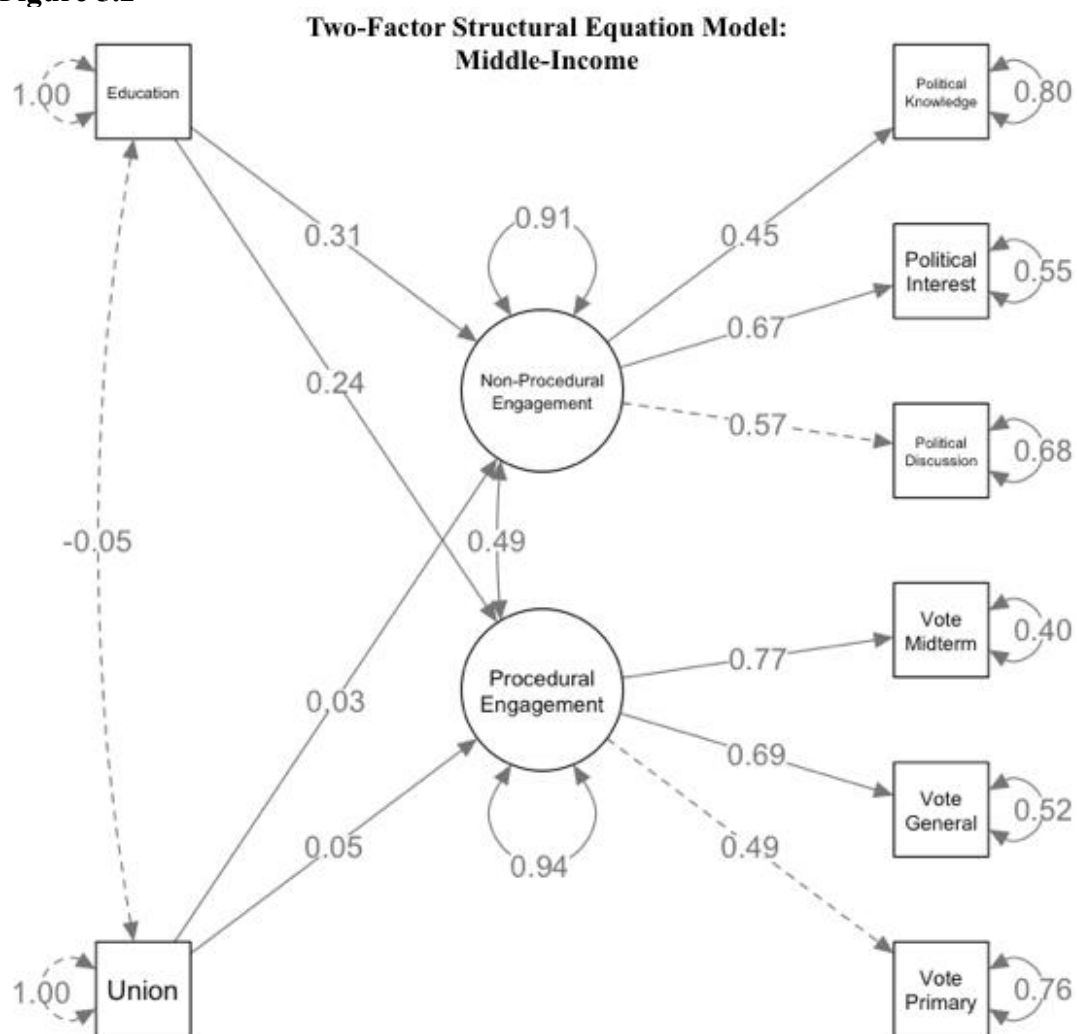 Two-Factor Structural Equation Model:
Middle-Income
1.00
Education
Political
Knowledge
0.80
0.31
0.91
0.45
Political
Interest
0.55
0.67
0.24
Non-Procedural
Engagement
0.57
Political
Discussion
0.68
-0.05
0.49
Vote
Midterm
0.40
0.77
0.03
Procedural
Engagement
0.69
Vote
General
0.52
0.05
0.94
0.49
1.00
Union
Vote
Primary
0.76